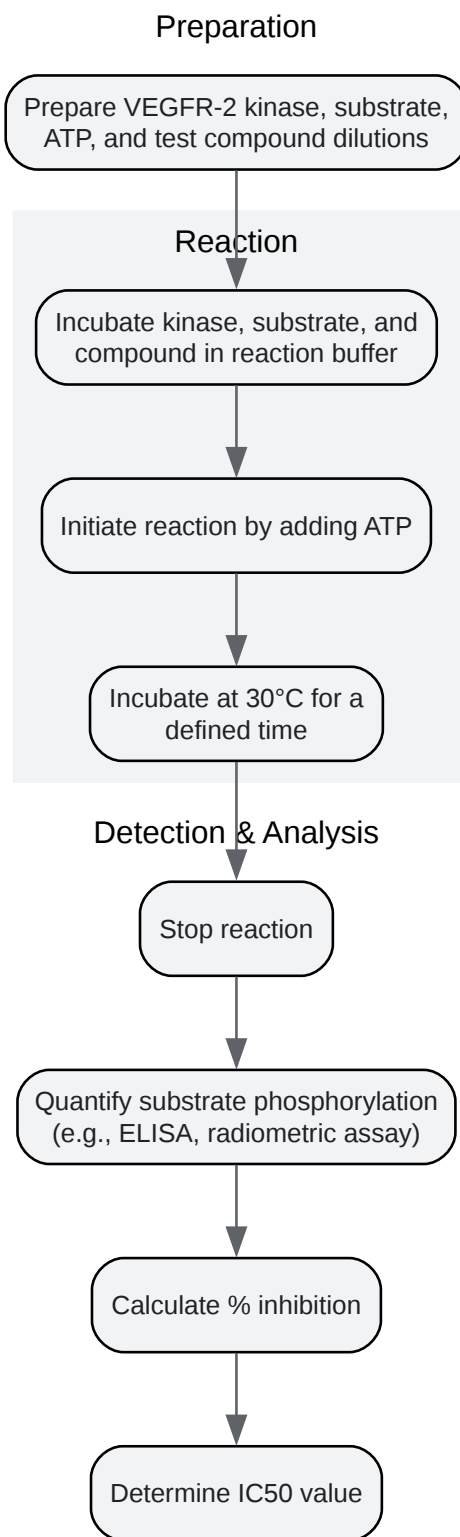 Preparation
Prepare VEGFR-2 kinase, substrate,
ATP, and test compound dilutions
Reaction
Incubate kinase, substrate, and
compound in reaction buffer
Initiate reaction by adding ATP
Incubate at 30°C for a
defined time
Detection & Analysis
Stop reaction
Quantify substrate phosphorylation
(e.g., ELISA, radiometric assay)
Calculate % inhibition
Determine IC50 value